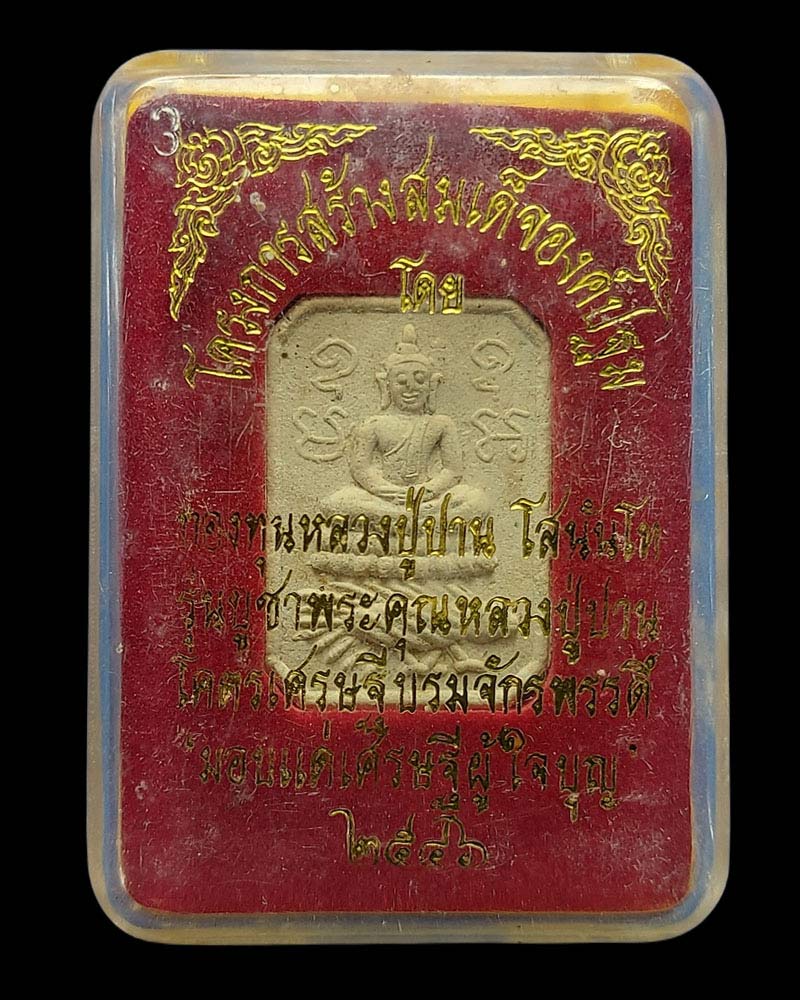 3
โครงการสร้างสมเด็จองค์ปฐม
โดย
กองทุนหลวงปู่ปาน โสนันโท
รุ่นบูชาพระคุณหลวงปู่ปาน
โคตรเศรษฐีบรมจักรพรรดิ์
"มอบแด่เศรษฐีผู้ใจบุญ"
๒๕๔๖